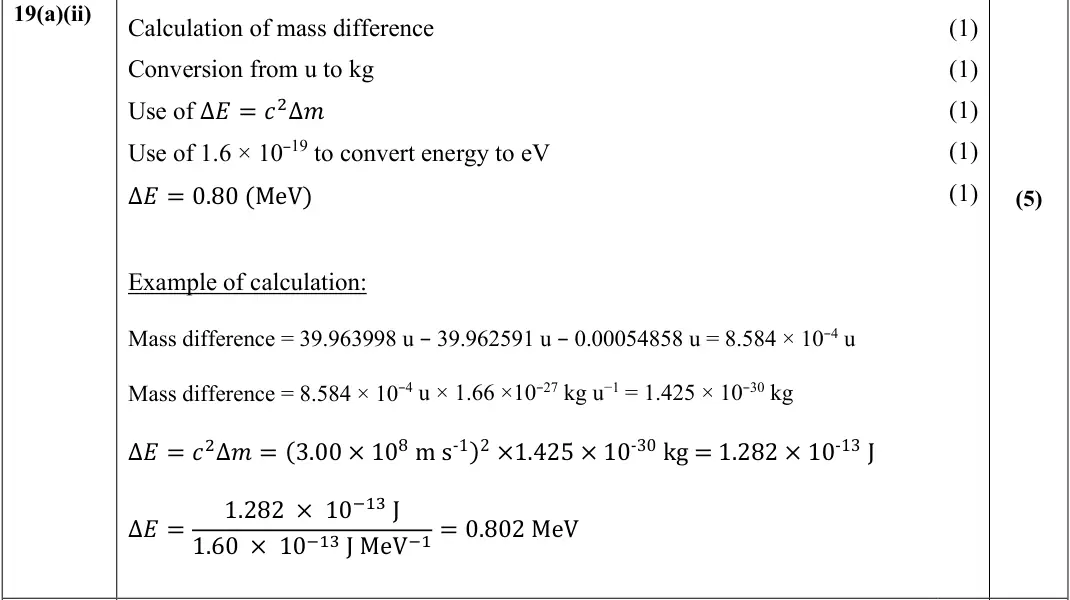 19(a)(ii)
Calculation of mass difference (1)
Conversion from u to kg (1)
Use of Δ𝐸 = 𝑐²Δ𝑚 (1)
Use of 1.6 × 10⁻¹⁹ to convert energy to eV (1)
Δ𝐸 = 0.80 (MeV) (1)
(5)
Example of calculation:
Mass difference = 39.963998 u – 39.962591 u – 0.00054858 u = 8.584 × 10⁻⁴ u
Mass difference = 8.584 × 10⁻⁴ u × 1.66 ×10⁻²⁷ kg u⁻¹ = 1.425 × 10⁻³⁰ kg
Δ𝐸 = 𝑐²Δ𝑚 = (3.00 × 10⁸ m s⁻¹)² ×1.425 × 10⁻³⁰ kg = 1.282 × 10⁻¹³ J
Δ𝐸 = 1.282 × 10⁻¹³ J / 1.60 × 10⁻¹³ J MeV⁻¹ = 0.802 MeV